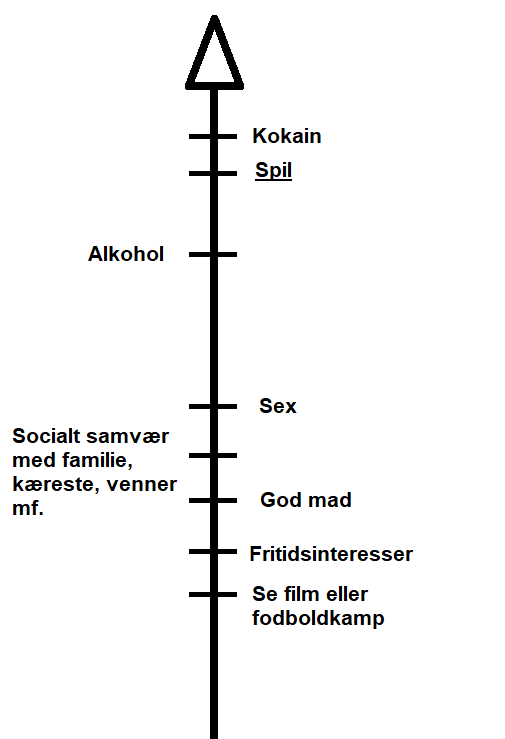 Kokain
Spil
Alkohol
Sex
Socialt samvær
med familie,
kæreste, venner
mf.
God mad
Fritidsinteresser
Se film eller
fodboldkamp